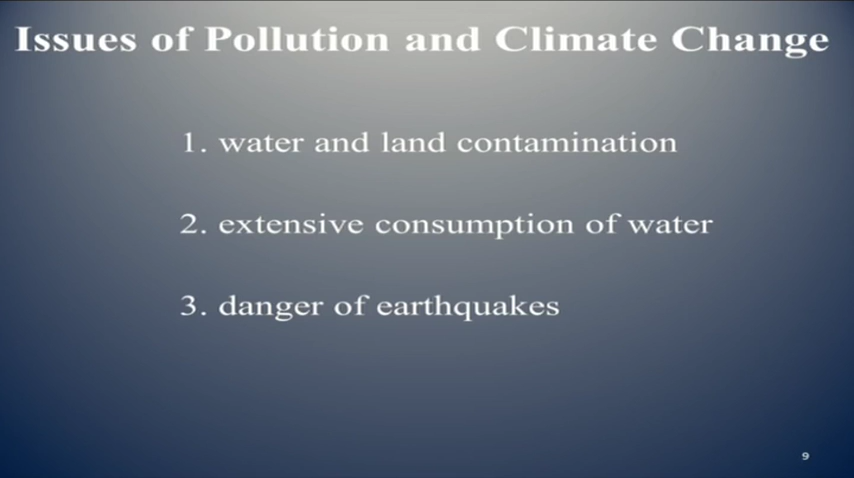 Issues of Pollution and Climate Change
1. water and land contamination
2. extensive consumption of water
3. danger of earthquakes
9